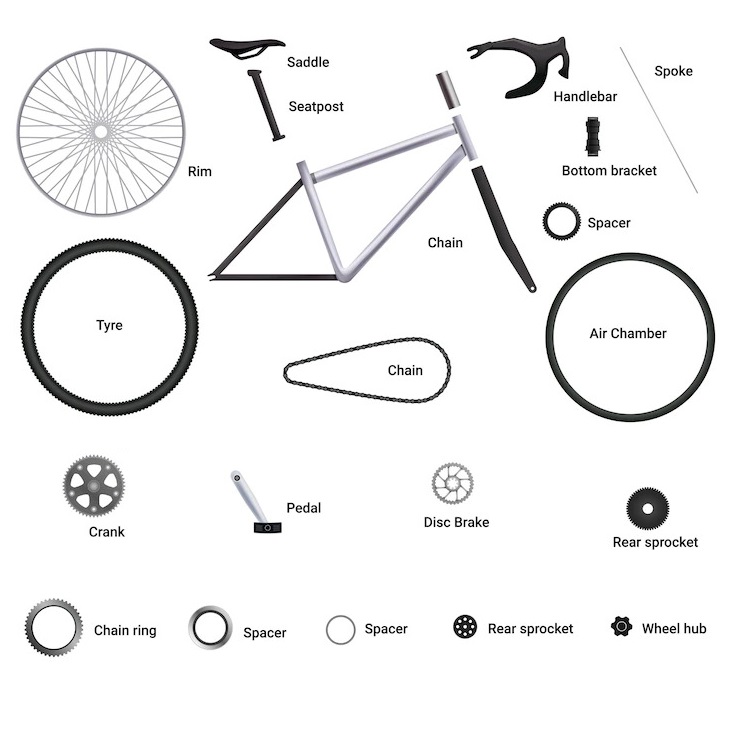 Saddle
Spoke
Seatpost
Handlebar
Rim
Bottom bracket
Spacer
Chain
Tyre
Air Chamber
Chain
Crank
Pedal
Disc Brake
Rear sprocket
Chain ring
Spacer
Spacer
Rear sprocket
Wheel hub